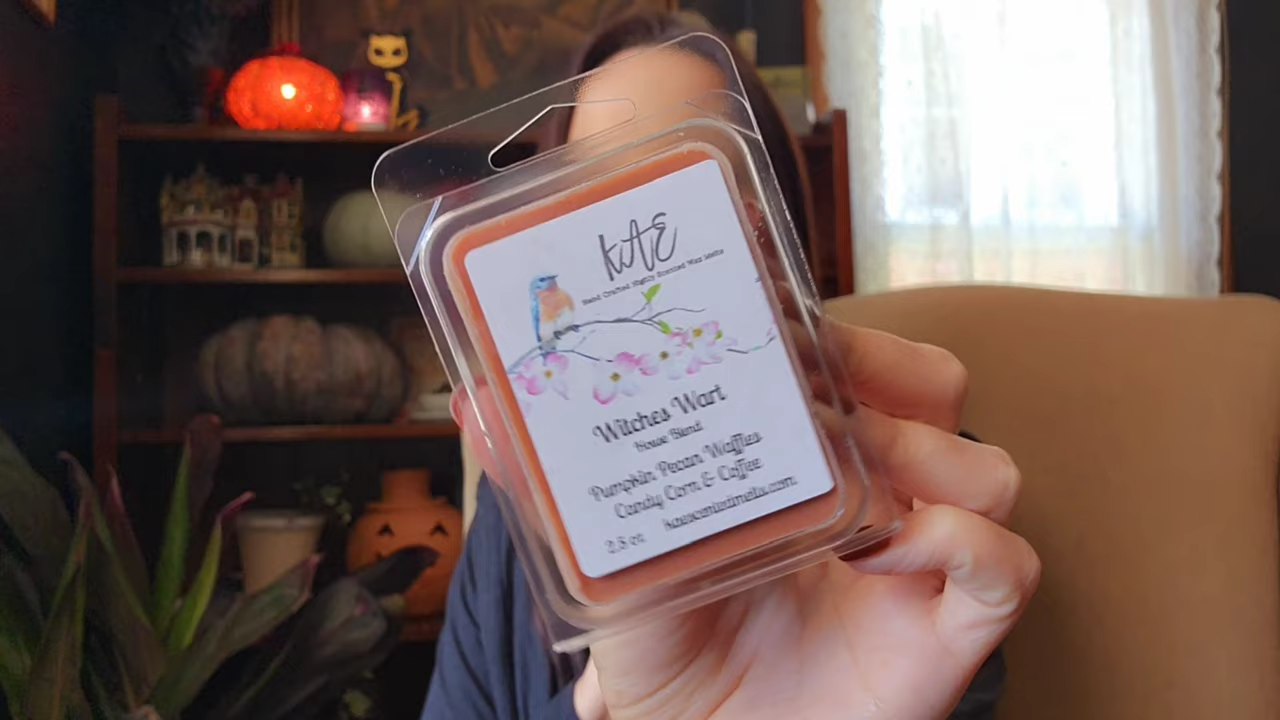 KAE
Hand Crafted Highly Scented Wax Melts
Witches Wart
House Blend
Pumpkin Pecan Waffles
Candy Corn & Coffee
kaescentedmelts.com
2.5 oz